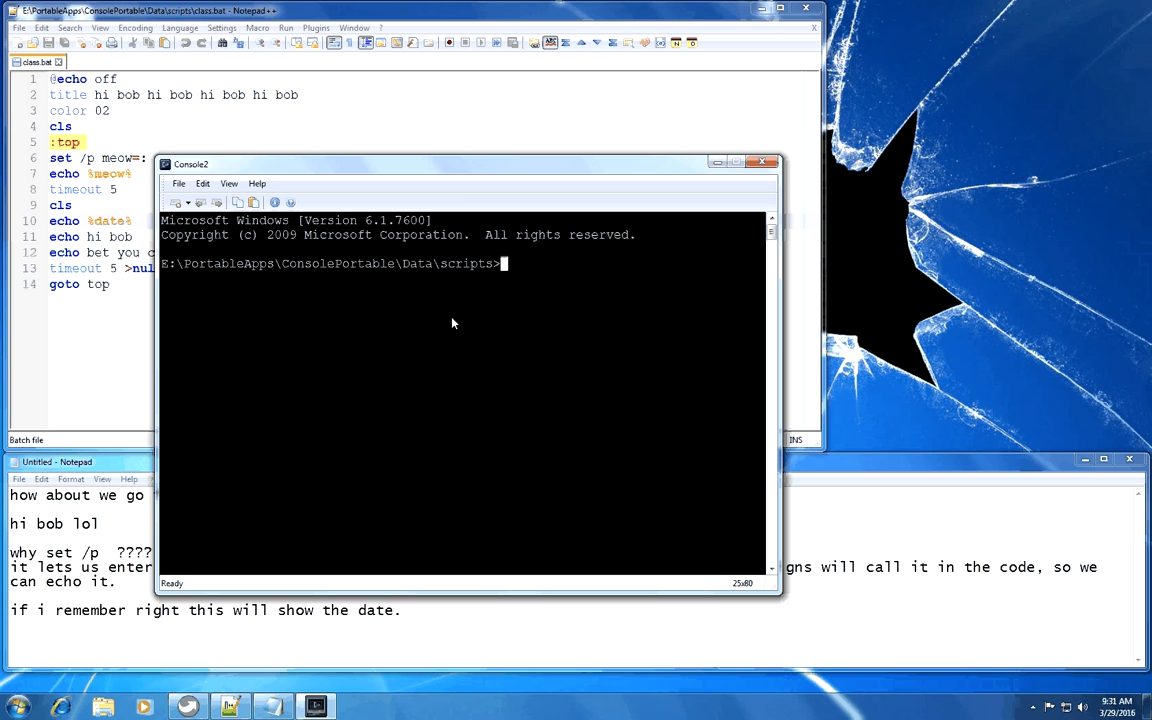 E:\PortableApps\ConsolePortable\Data\scripts\class.bat - Notepad++
File Edit Search View Encoding Language Settings Macro Run Plugins Window ?
X
class.bat
1 @echo off
2 title hi bob hi bob hi bob hi bob
3 color 02
4 cls
5 :top
6 set /p meow=:
7 echo %meow%
8 timeout 5
9 cls
10 echo %date%
11 echo hi bob
12 echo bet you c
13 timeout 5 >nul
14 goto top
Batch file
INS
Console2
File Edit View Help
Microsoft Windows [Version 6.1.7600]
Copyright (c) 2009 Microsoft Corporation. All rights reserved.
E:\PortableApps\ConsolePortable\Data\scripts>
Ready
25x80
Untitled - Notepad
File Edit Format View Help
how about we go
hi bob lol
why set /p ????
it lets us enter gns will call it in the code, so we
can echo it.
if i remember right this will show the date.
9:31 AM
3/29/2016